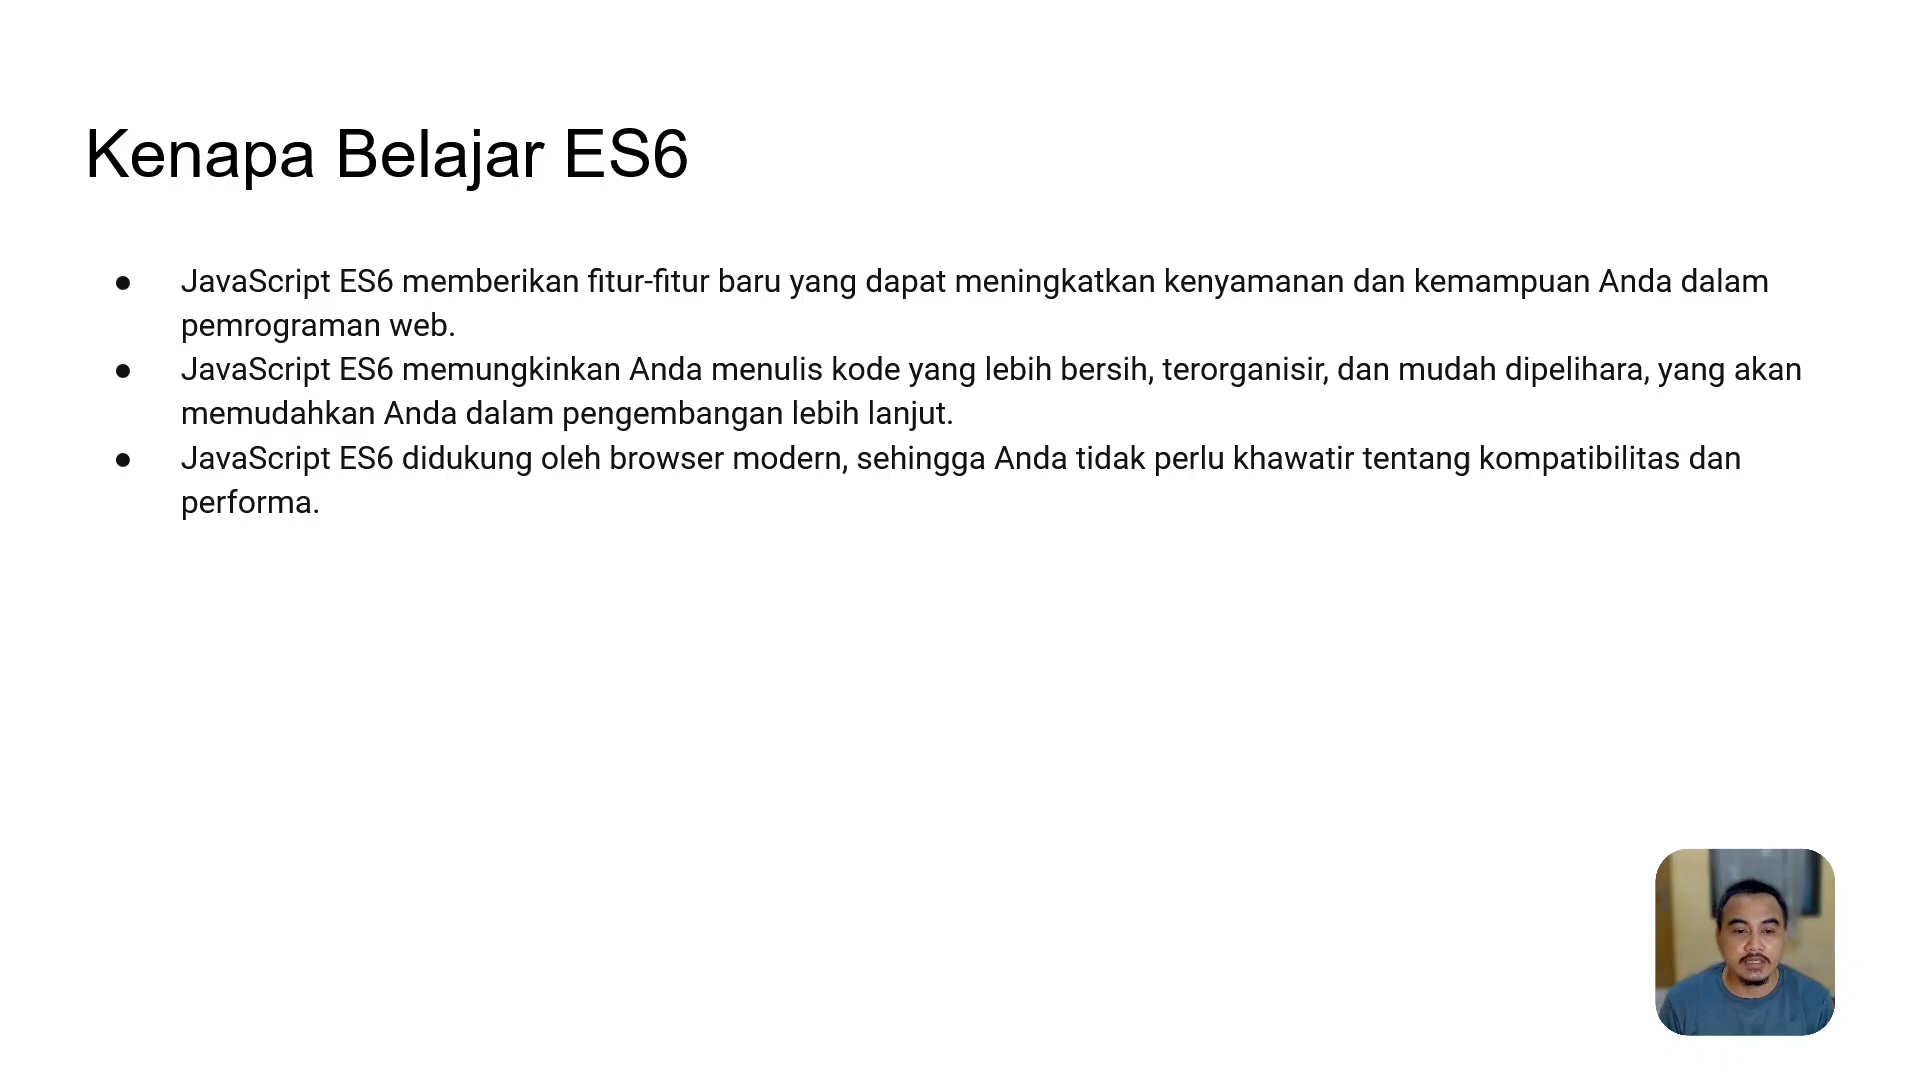 Kenapa Belajar ES6
● JavaScript ES6 memberikan fitur-fitur baru yang dapat meningkatkan kenyamanan dan kemampuan Anda dalam
pemrograman web.
● JavaScript ES6 memungkinkan Anda menulis kode yang lebih bersih, terorganisir, dan mudah dipelihara, yang akan
memudahkan Anda dalam pengembangan lebih lanjut.
● JavaScript ES6 didukung oleh browser modern, sehingga Anda tidak perlu khawatir tentang kompatibilitas dan
performa.